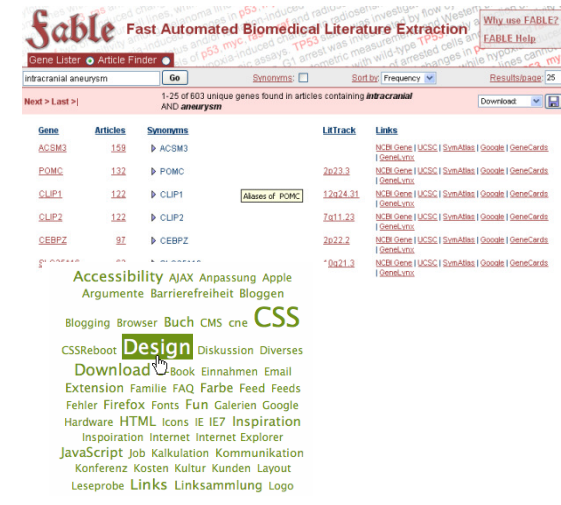 Fable Fast Automated Biomedical Literature Extraction
Why use FABLE?
FABLE Help
Gene Lister Article Finder
intracranial aneurysm Go Synonyms: Sort by: Frequency Results/page: 25
Next > Last >|
1-25 of 603 unique genes found in articles containing intracranial
AND aneurysm
Download:
Gene Articles Synonyms LitTrack Links
ACSM3 159 ACSM3 NCBI Gene | UCSC | SymAtlas | Google | GeneCards
| GeneLynx
POMC 132 POMC 2p23.3 NCBI Gene | UCSC | SymAtlas | Google | GeneCards
| GeneLynx
CLIP1 122 CLIP1 Aliases of POMC 12q24.31 NCBI Gene | UCSC | SymAtlas | Google | GeneCards
| GeneLynx
CLIP2 122 CLIP2 7q11.23 NCBI Gene | UCSC | SymAtlas | Google | GeneCards
| GeneLynx
CEBPZ 97 CEBPZ 2p22.2 NCBI Gene | UCSC | SymAtlas | Google | GeneCards
| GeneLynx
NCBI Gene | UCSC | SymAtlas | Google | GeneCards
| GeneLynx
Accessibility AJAX Anpassung Apple
Argumente Barrierefreiheit Bloggen
Blogging Browser Buch CMS cne CSS
CSSReboot Design Diskussion Diverses
Download -Book Einnahmen Email
Extension Familie FAQ Farbe Feed Feeds
Fehler Firefox Fonts Fun Galerien Google
Hardware HTML Icons IE IE7 Inspiration
Inspoiration Internet Internet Explorer
JavaScript Job Kalkulation Kommunikation
Konferenz Kosten Kultur Kunden Layout
Leseprobe Links Linksammlung Logo